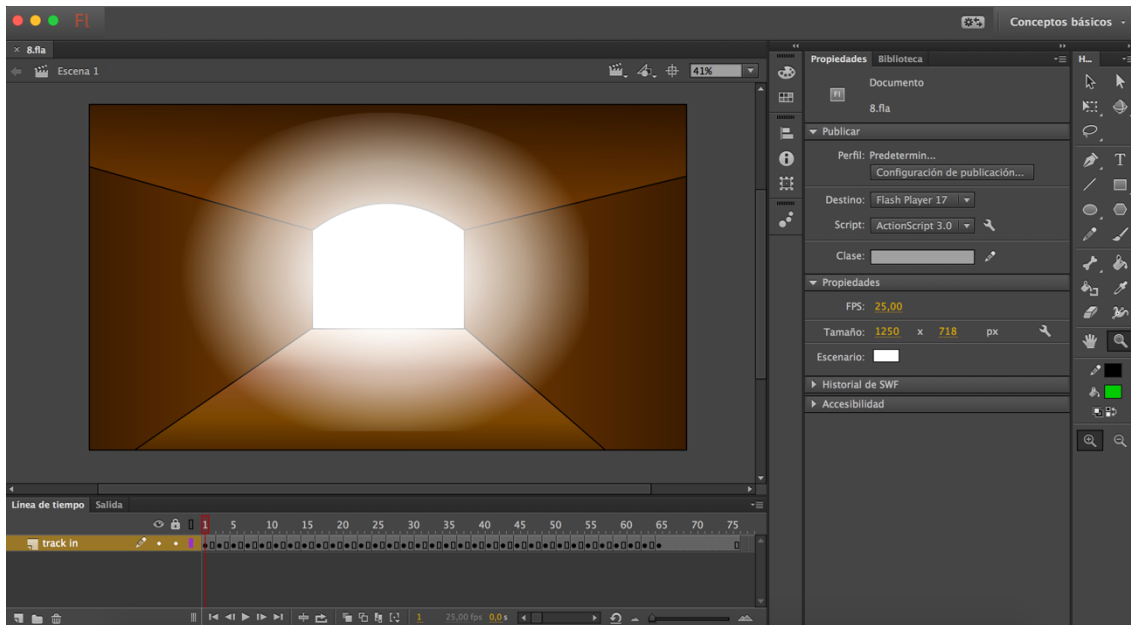 Fl
Conceptos básicos
8.fla
Escena 1
41%
Propiedades
Biblioteca
H...
Fl
Documento
8.fla
Publicar
Perfil: Predetermin...
Configuración de publicación...
Destino: Flash Player 17
Script: ActionScript 3.0
Clase:
Propiedades
FPS: 25,00
Tamaño: 1250 x 718 px
Escenario:
Historial de SWF
Accesibilidad
Línea de tiempo
Salida
1 5 10 15 20 25 30 35 40 45 50 55 60 65 70 75
track in
1 25,00 fps 0,0 s